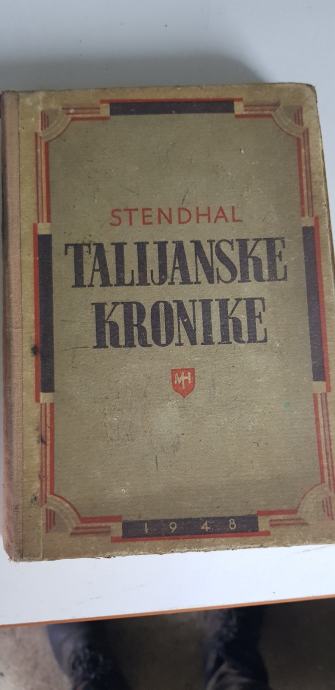 STENDHAL
TALIJANSKE
KRONIKE
MH
1948